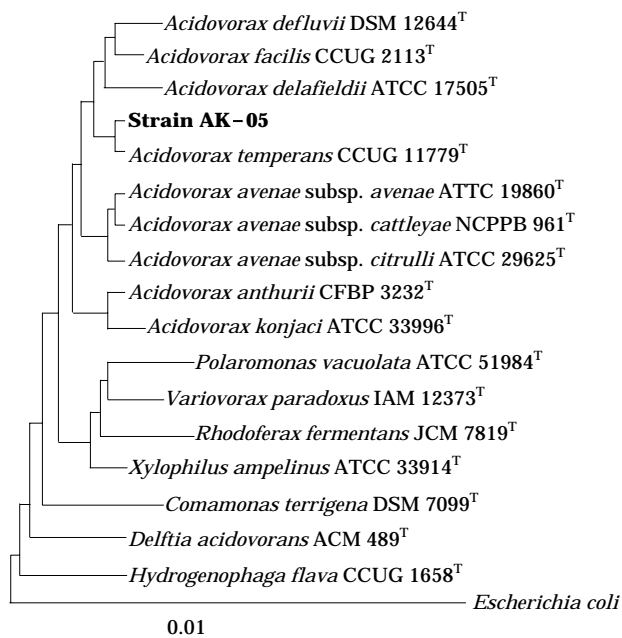 Acidovorax defluvii DSM 12644T
Acidovorax facilis CCUG 2113T
Acidovorax delafieldii ATCC 17505T
Strain AK-05
Acidovorax temperans CCUG 11779T
Acidovorax avenae subsp. avenae ATTC 19860T
Acidovorax avenae subsp. cattleyae NCPPB 961T
Acidovorax avenae subsp. citrulli ATCC 29625T
Acidovorax anthurii CFBP 3232T
Acidovorax konjaci ATCC 33996T
Polaromonas vacuolata ATCC 51984T
Variovorax paradoxus IAM 12373T
Rhodoferax fermentans JCM 7819T
Xylophilus ampelinus ATCC 33914T
Comamonas terrigena DSM 7099T
Delftia acidovorans ACM 489T
Hydrogenophaga flava CCUG 1658T
Escherichia coli
0.01